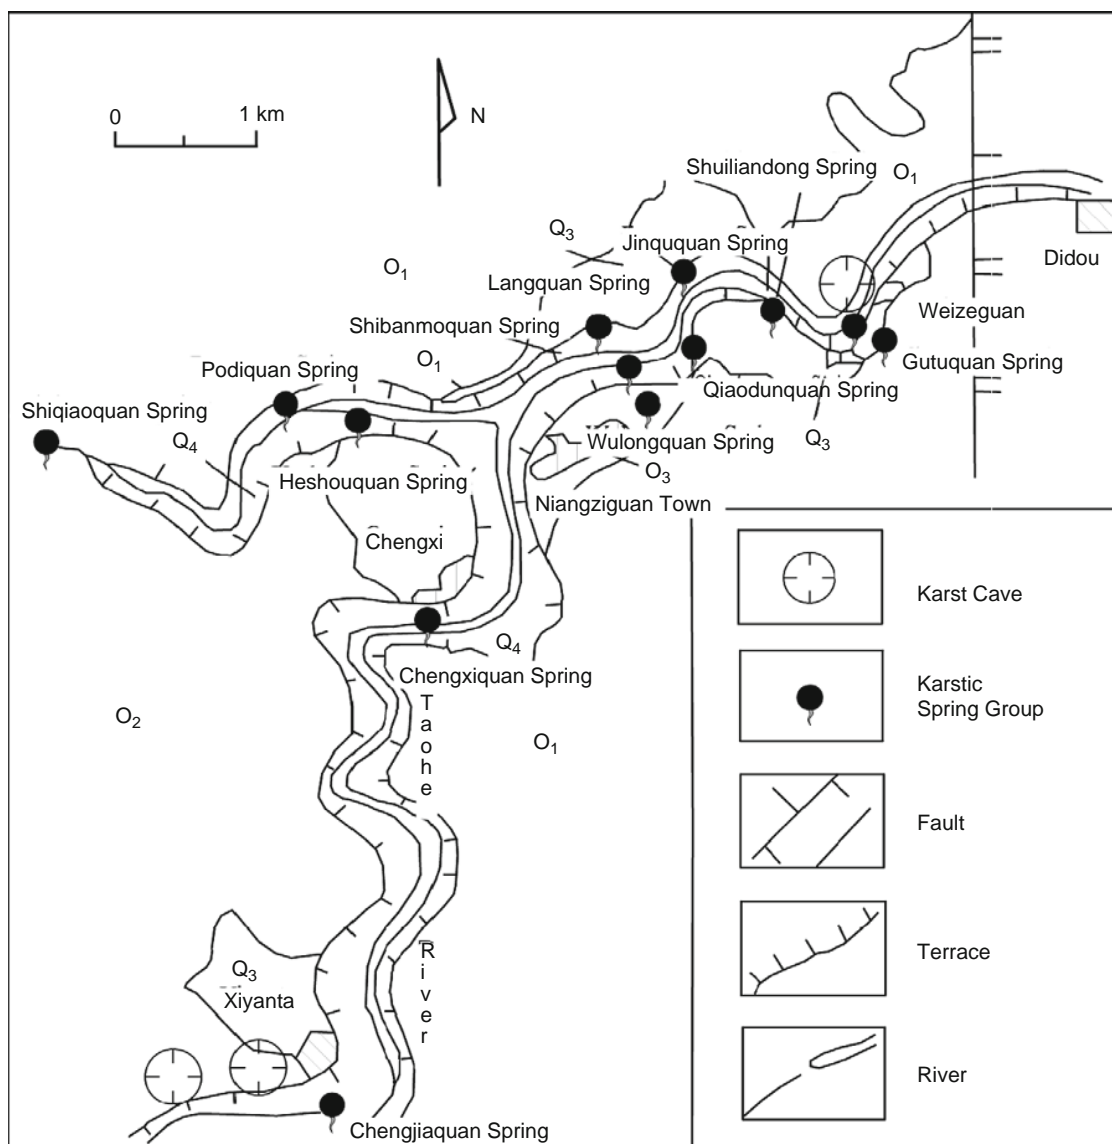 0
1 km
N
Shuiliandong Spring
O1
Q3
Jinququan Spring
O1
Didou
Langquan Spring
Weizeguan
Shibanmoquan Spring
O1
Gutuquan Spring
Podiquan Spring
Qiaodunquan Spring
Shiqiaoquan Spring
Q4
Wulongquan Spring
Q3
Heshouquan Spring
O3
Niangziguan Town
Chengxi
Karst Cave
Q4
Chengxiquan Spring
Karstic
Spring Group
O2
O1
Taohe
River
Fault
Terrace
Q3
Xiyanta
River
Chengjiaquan Spring